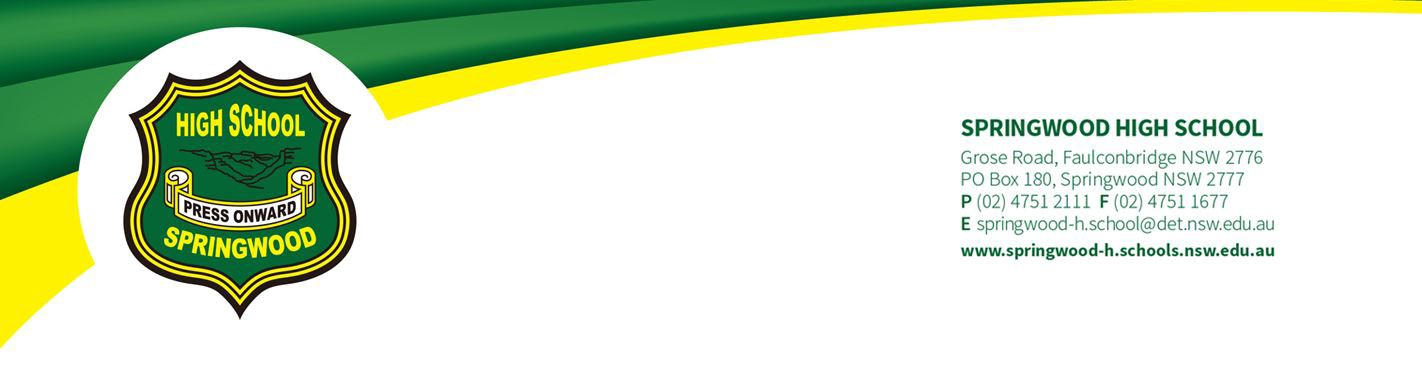 HIGH SCHOOL
PRESS ONWARD
SPRINGWOOD
SPRINGWOOD HIGH SCHOOL
Grose Road, Faulconbridge NSW 2776
PO Box 180, Springwood NSW 2777
P (02) 4751 2111 F (02) 4751 1677
E springwood-h.school@det.nsw.edu.au
www.springwood-h.schools.nsw.edu.au